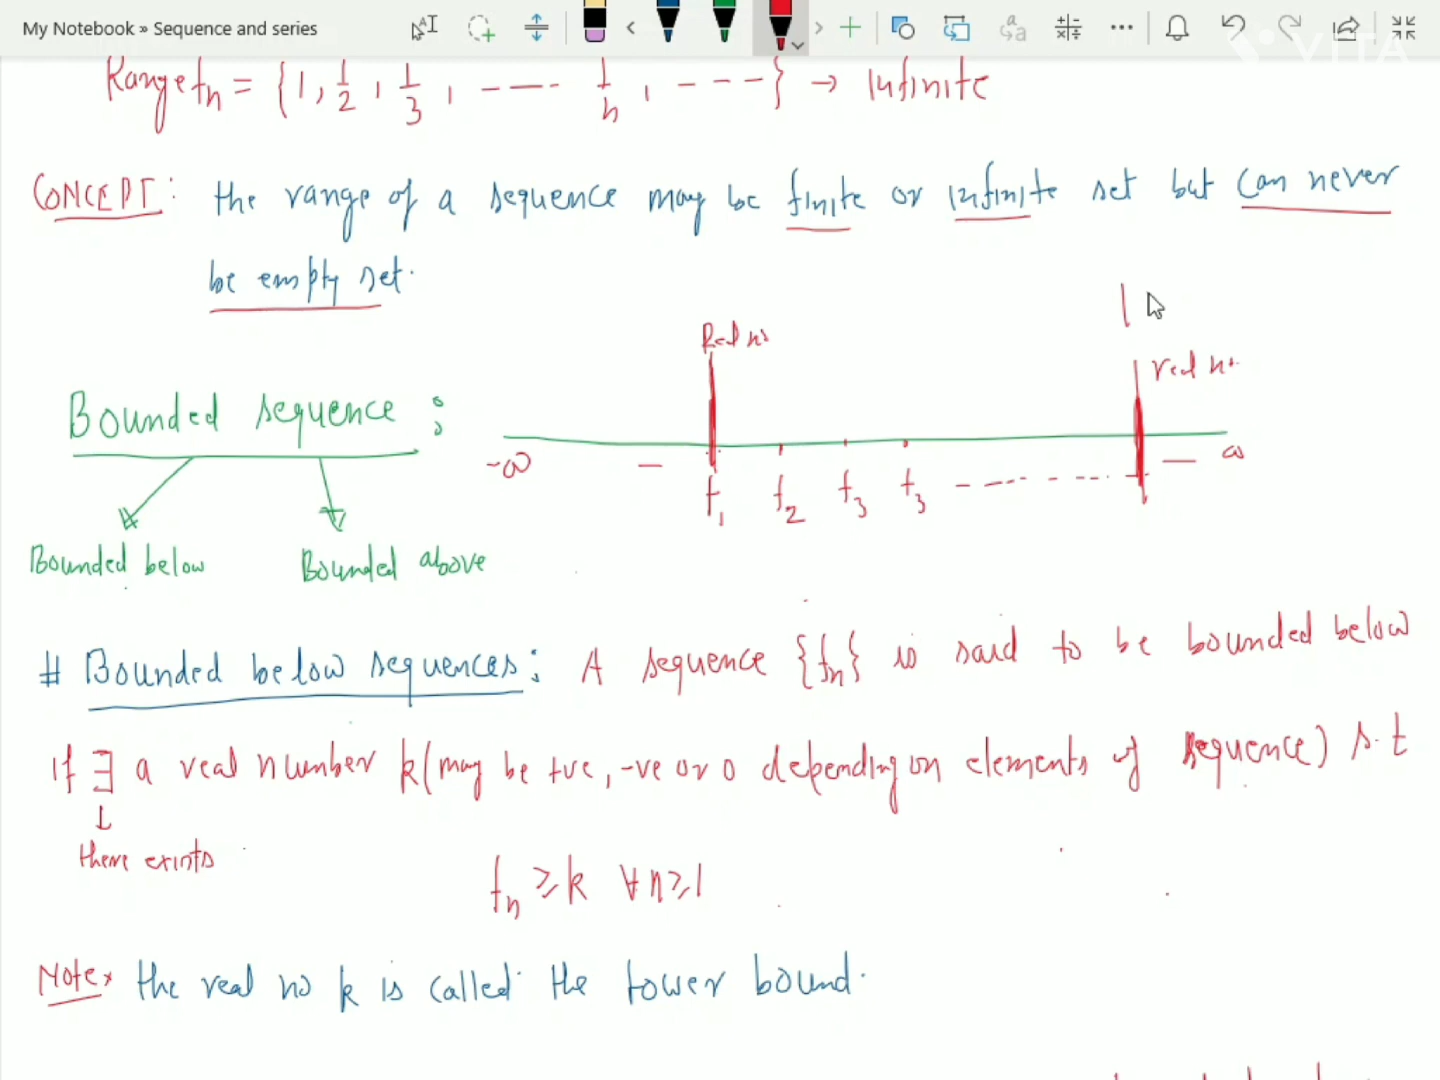 My Notebook » Sequence and series
VITA
Range fn = {1, 1/2, 1/3, ----- 1/n, ----} → Infinite
CONCEPT: the range of a sequence may be finite or infinite set but can never
be empty set.
Real no
real no.
Bounded sequence :
-∞ — f1 f2 f3 f3 ---------- — ∞
Bounded below Bounded above
# Bounded below sequences: A sequence {fn} is said to be bounded below
If ∃ a real number k(may be +ve, -ve or 0 depending on elements of sequence) s.t
↓
there exists
fn ≥ k ∀ n ≥ 1
Note: the real no k is called the lower bound.